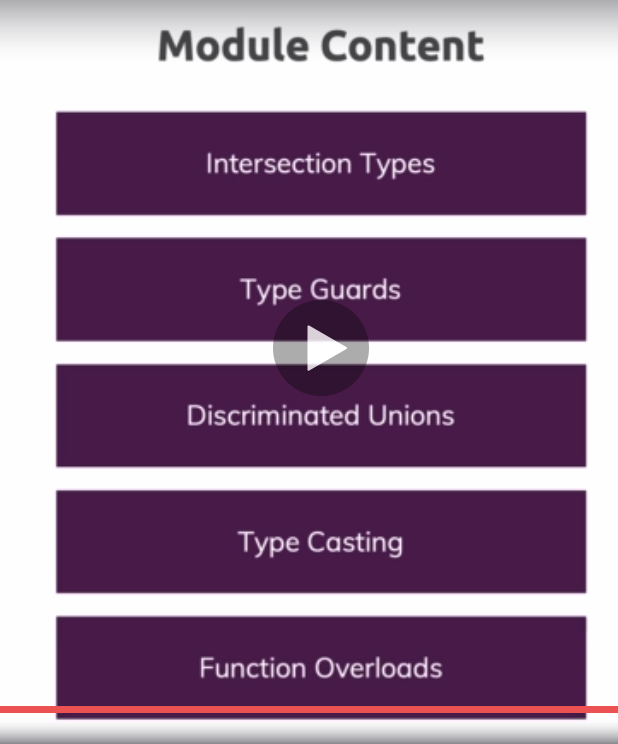 Module Content
Intersection Types
Type Guards
Discriminated Unions
Type Casting
Function Overloads